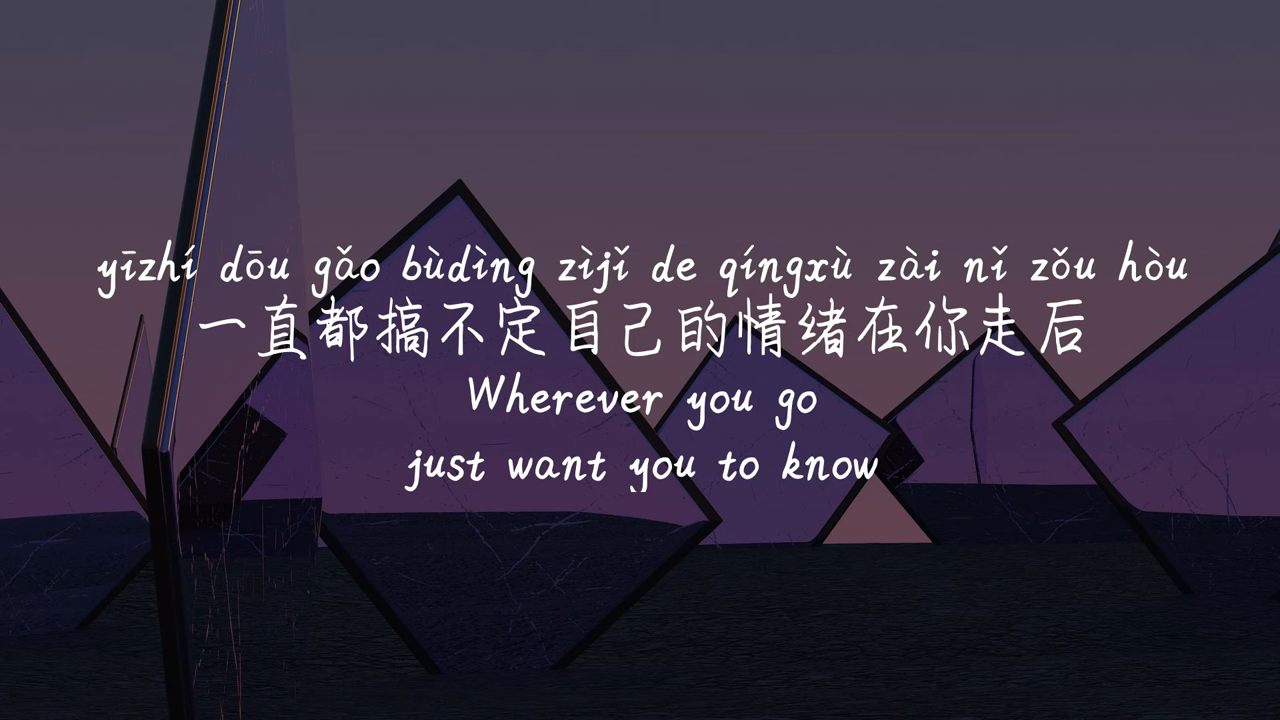 yīzhí dōu gǎo bùdìng zìjǐ de qíngxù zài nǐ zǒu hòu
一直都搞不定自己的情绪在你走后
Wherever you go
just want you to know